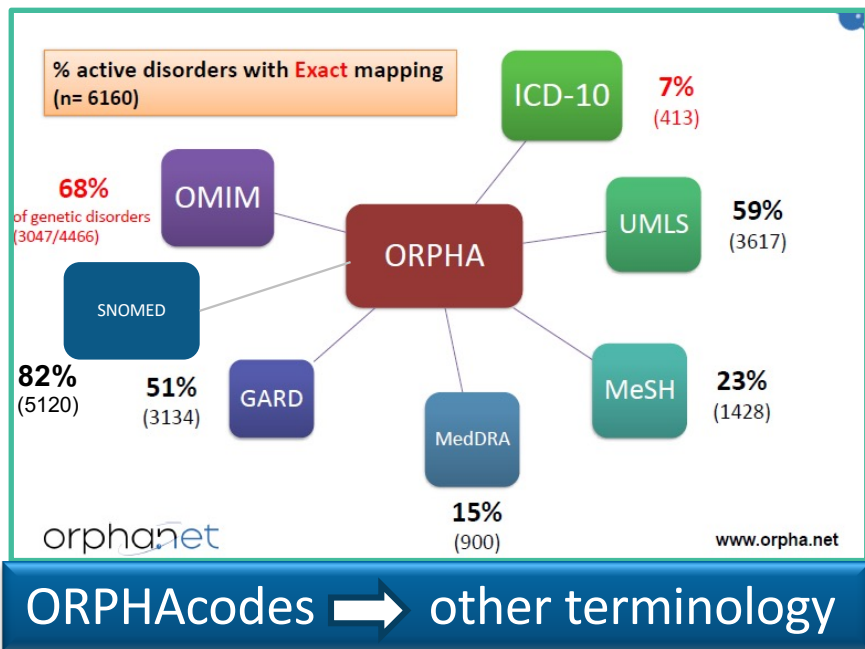 % active disorders with Exact mapping
(n= 6160)
ICD-10
7%
(413)
68%
of genetic disorders
(3047/4466)
OMIM
UMLS
59%
(3617)
ORPHA
SNOMED
82%
(5120)
51%
(3134)
GARD
MeSH
23%
(1428)
MedDRA
15%
(900)
orphanet
www.orpha.net
ORPHAcodes other terminology